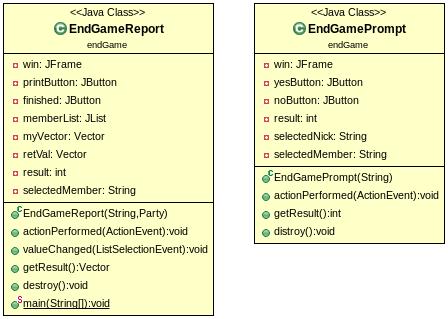 <<Java Class>>
C EndGameReport
endGame
win: JFrame
printButton: JButton
finished: JButton
memberList: JList
myVector: Vector
retVal: Vector
result: int
selectedMember: String
c EndGameReport(String,Party)
actionPerformed(ActionEvent):void
valueChanged(ListSelectionEvent):void
getResult():Vector
destroy():void
s main(String[]):void
<<Java Class>>
C EndGamePrompt
endGame
win: JFrame
yesButton: JButton
noButton: JButton
result: int
selectedNick: String
selectedMember: String
c EndGamePrompt(String)
actionPerformed(ActionEvent):void
getResult():int
distroy():void